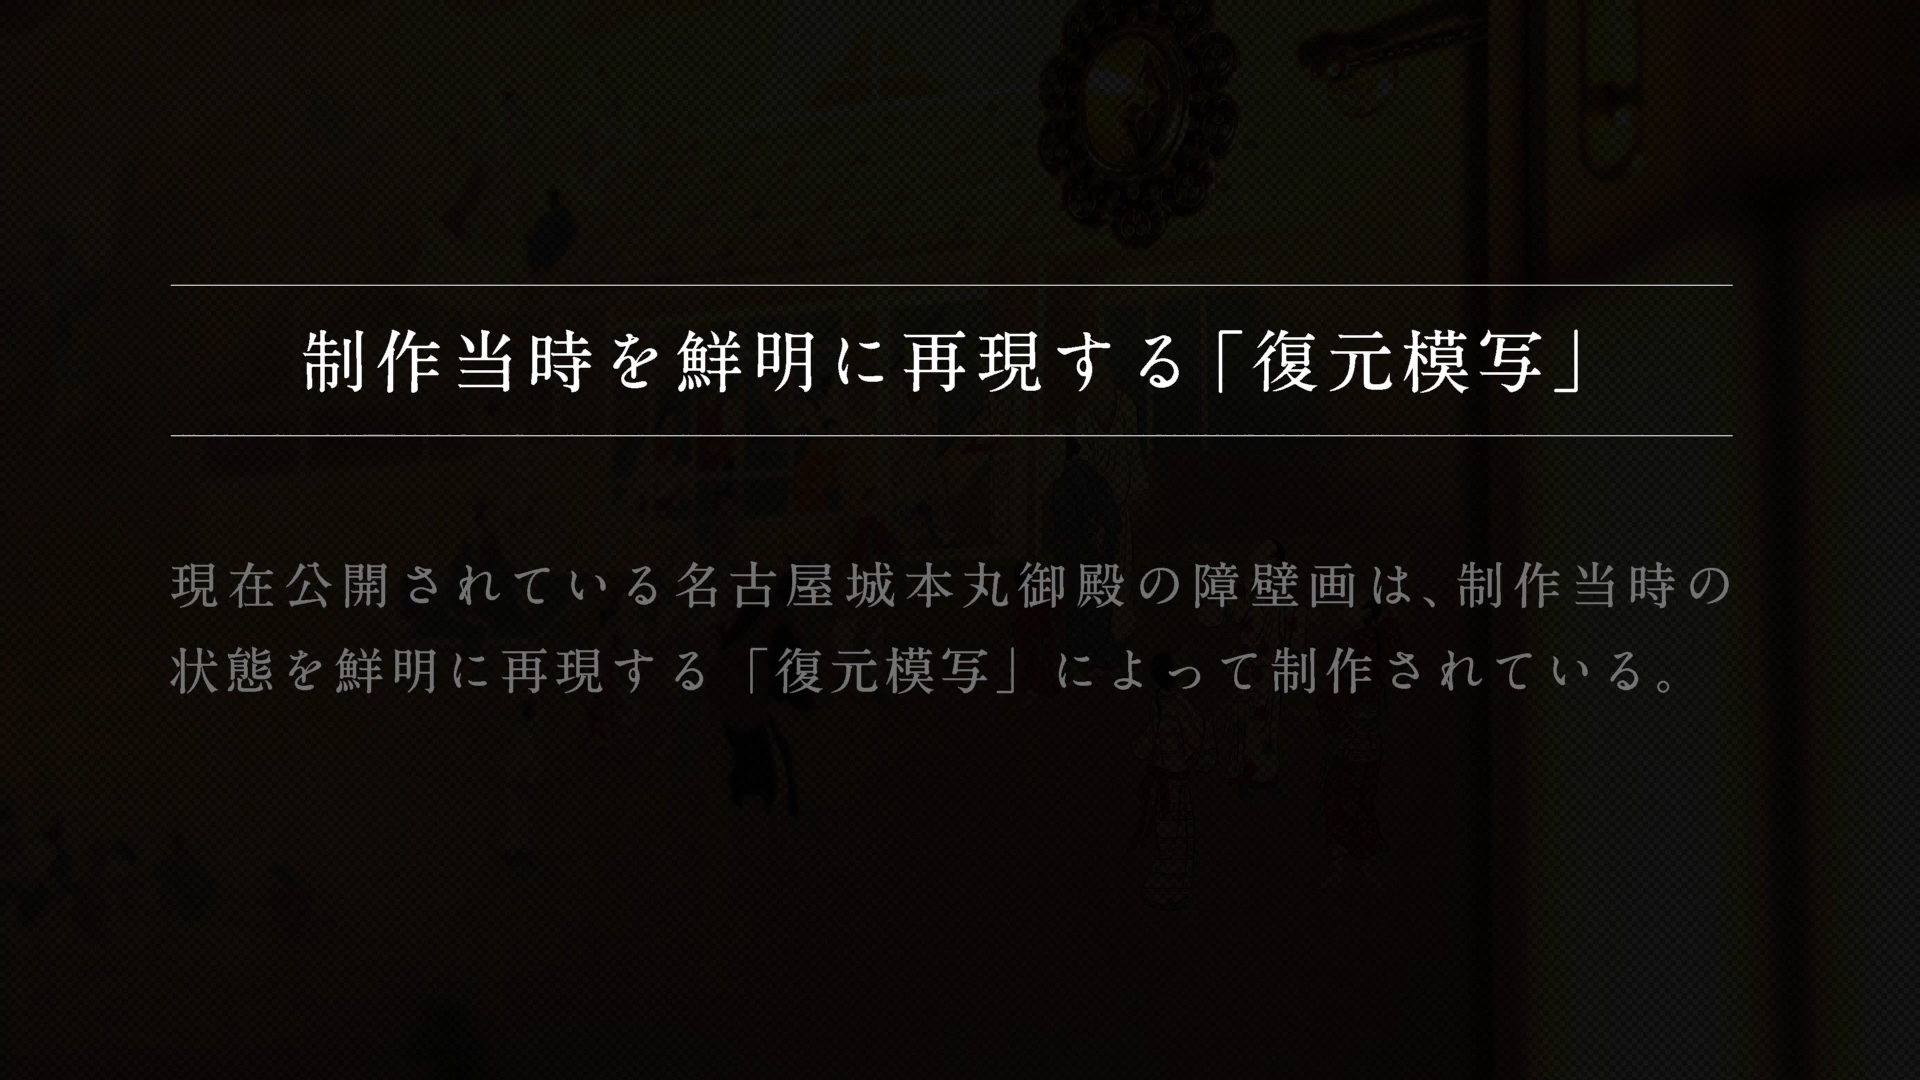 制作当時を鮮明に再現する「復元模写」
現在公開されている名古屋城本丸御殿の障壁画は、制作当時の
状態を鮮明に再現する「復元模写」によって制作されている。